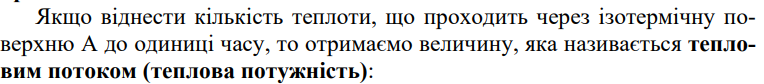 Якщо віднести кількість теплоти, що проходить через ізотермічну по-
верхню А до одиниці часу, то отримаємо величину, яка називається тепло-
вим потоком (теплова потужність):